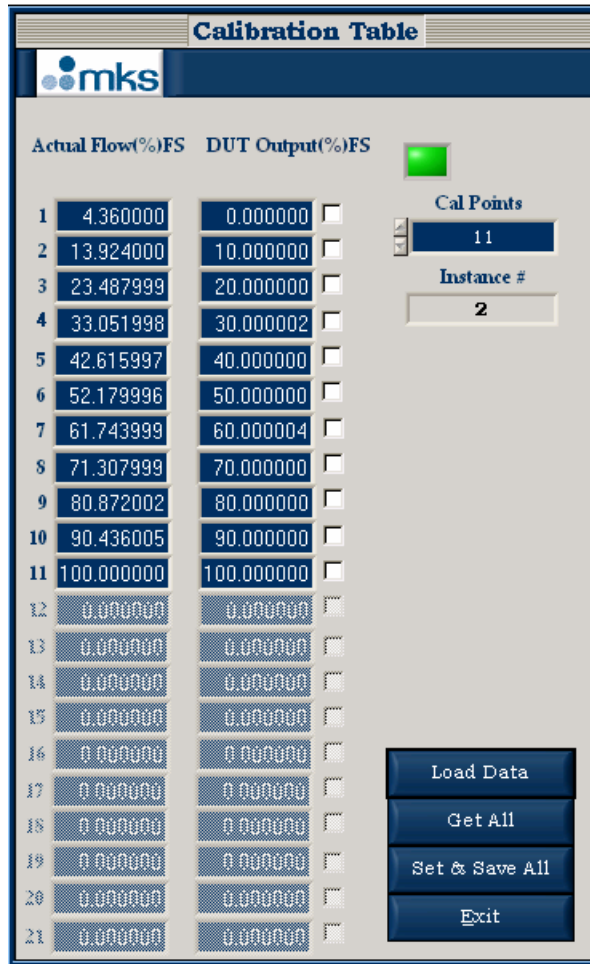 Calibration Table
mks
Actual Flow(%)FS DUT Output(%)FS
Cal Points
11
Instance #
2
1 4.360000 0.000000
2 13.924000 10.000000
3 23.487999 20.000000
4 33.051998 30.000002
5 42.615997 40.000000
6 52.179996 50.000000
7 61.743999 60.000004
8 71.307999 70.000000
9 80.872002 80.000000
10 90.436005 90.000000
11 100.000000 100.000000
12 0.000000 0.000000
13 0.000000 0.000000
14 0.000000 0.000000
15 0.000000 0.000000
16 0.000000 0.000000
17 0.000000 0.000000
18 0.000000 0.000000
19 0.000000 0.000000
20 0.000000 0.000000
21 0.000000 0.000000
Load Data
Get All
Set & Save All
Exit